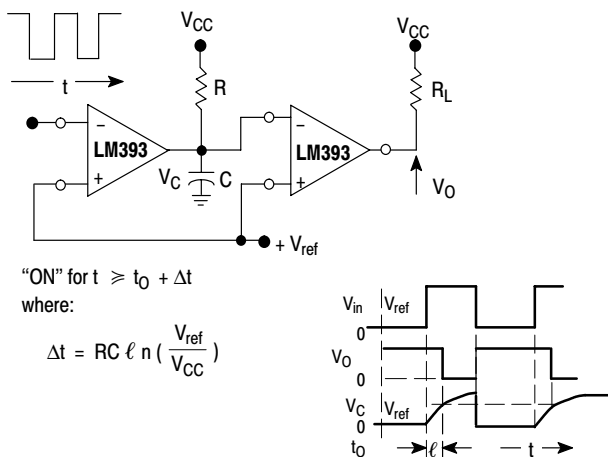 VCC
VCC
R
RL
t
−
LM393
+
VC
C
−
LM393
+
VO
+ Vref
“ON” for t ≥ tO + Δt
where:
Δt = RC ℓ n ( Vref / VCC )
Vin
Vref
0
VO
0
VC
Vref
0
tO
ℓ
t